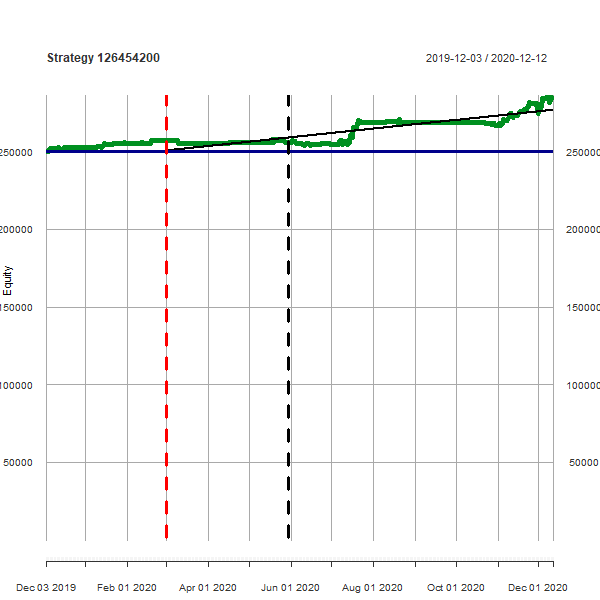 Strategy 126454200
2019-12-03 / 2020-12-12
250000 250000
200000 200000
Equity
150000 150000
100000 100000
50000 50000
Dec 03 2019 Feb 01 2020 Apr 01 2020 Jun 01 2020 Aug 01 2020 Oct 01 2020 Dec 01 2020